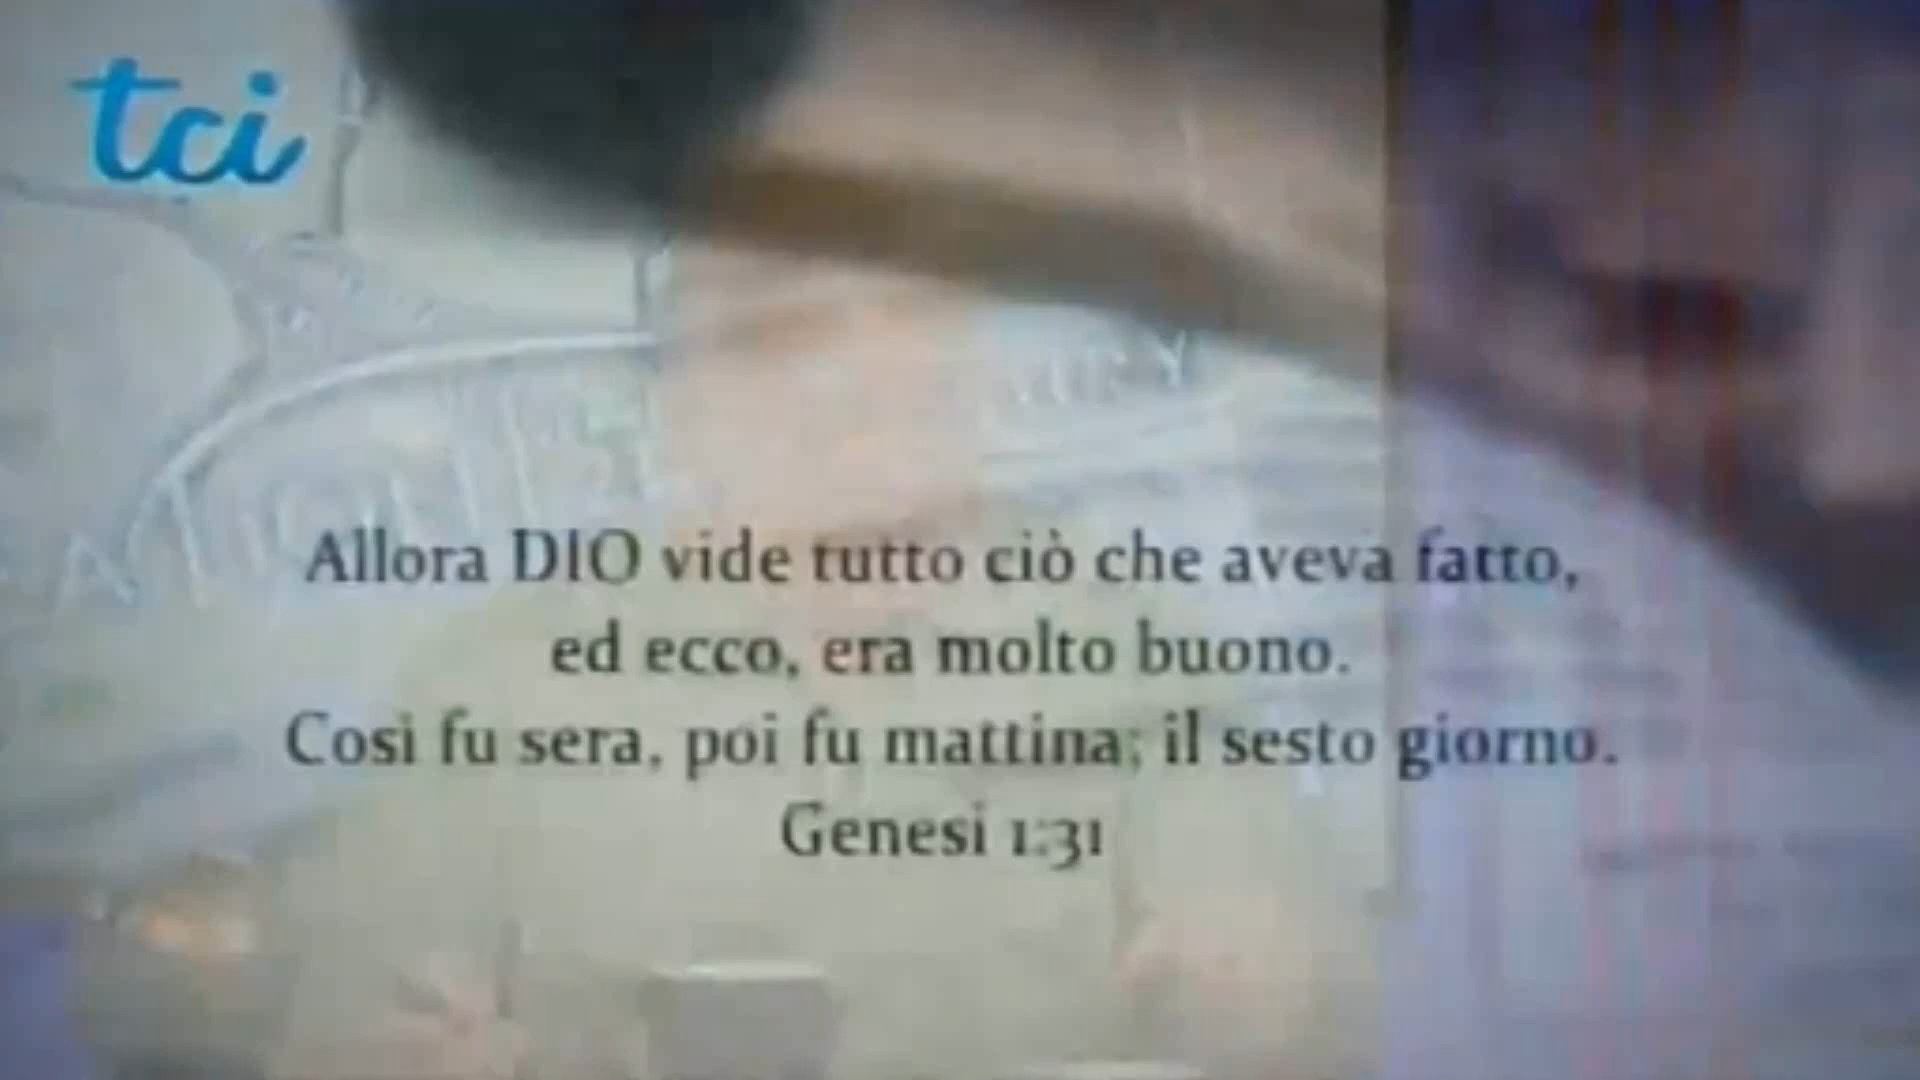 tci
Allora DIO vide tutto ciò che aveva fatto,
ed ecco, era molto buono.
Così fu sera, poi fu mattina; il sesto giorno.
Genesi 1:31